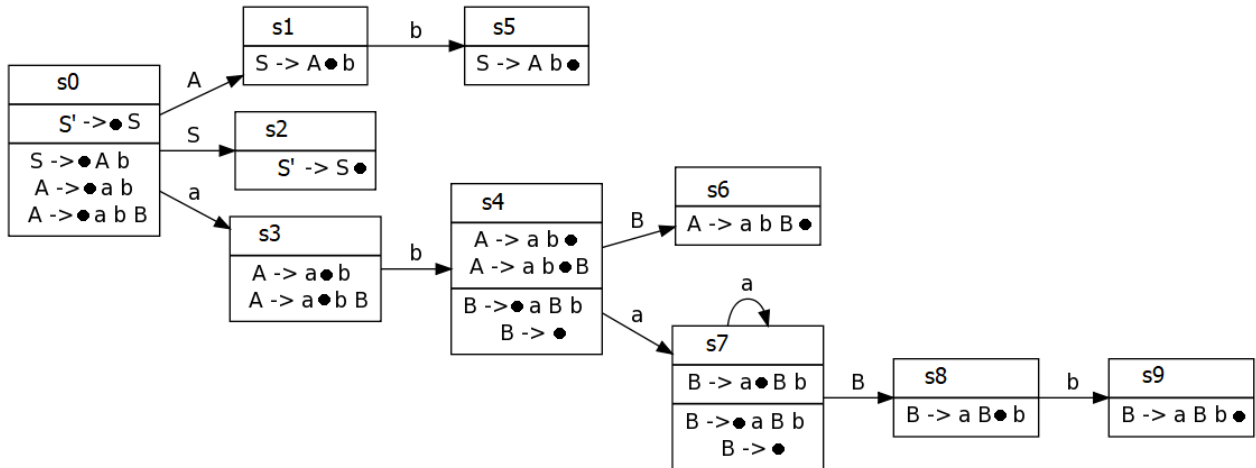 s0
S' ->● S
S ->● A b
A ->● a b
A ->● a b B
A
S
a
s1
S -> A ● b
b
s5
S -> A b ●
s2
S' -> S ●
s3
A -> a ● b
A -> a ● b B
b
s4
A -> a b ●
A -> a b ● B
B ->● a B b
B -> ●
B
a
s6
A -> a b B ●
a
s7
B -> a ● B b
B ->● a B b
B -> ●
B
s8
B -> a B ● b
b
s9
B -> a B b ●